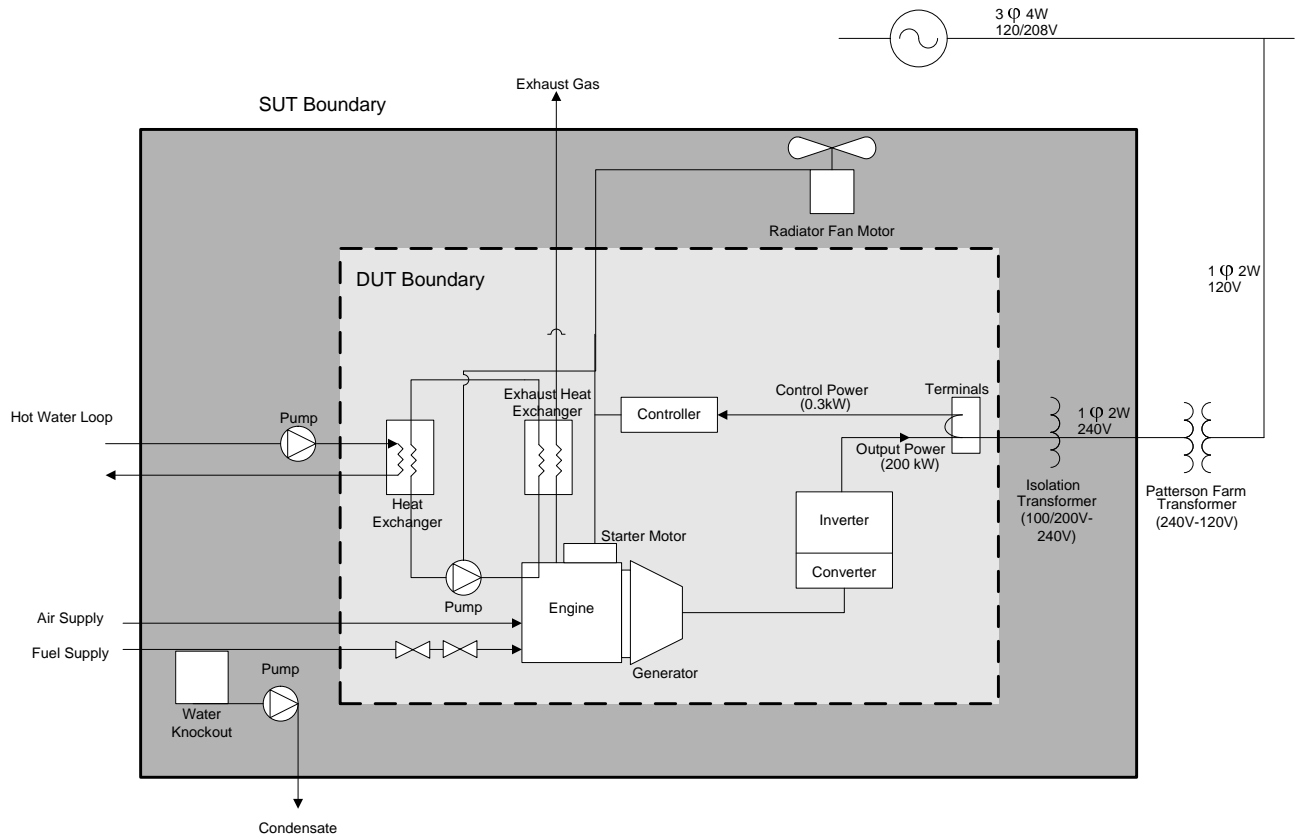 3 φ 4W
120/208V
Exhaust Gas
SUT Boundary
Radiator Fan Motor
1 φ 2W
120V
DUT Boundary
Hot Water Loop
Pump
Exhaust Heat
Exchanger
Controller
Control Power
(0.3kW)
Terminals
Output Power
(200 kW)
1 φ 2W
240V
Heat
Exchanger
Isolation
Transformer
(100/200V-
240V)
Patterson Farm
Transformer
(240V-120V)
Inverter
Converter
Starter Motor
Pump
Engine
Air Supply
Fuel Supply
Generator
Pump
Water
Knockout
Condensate